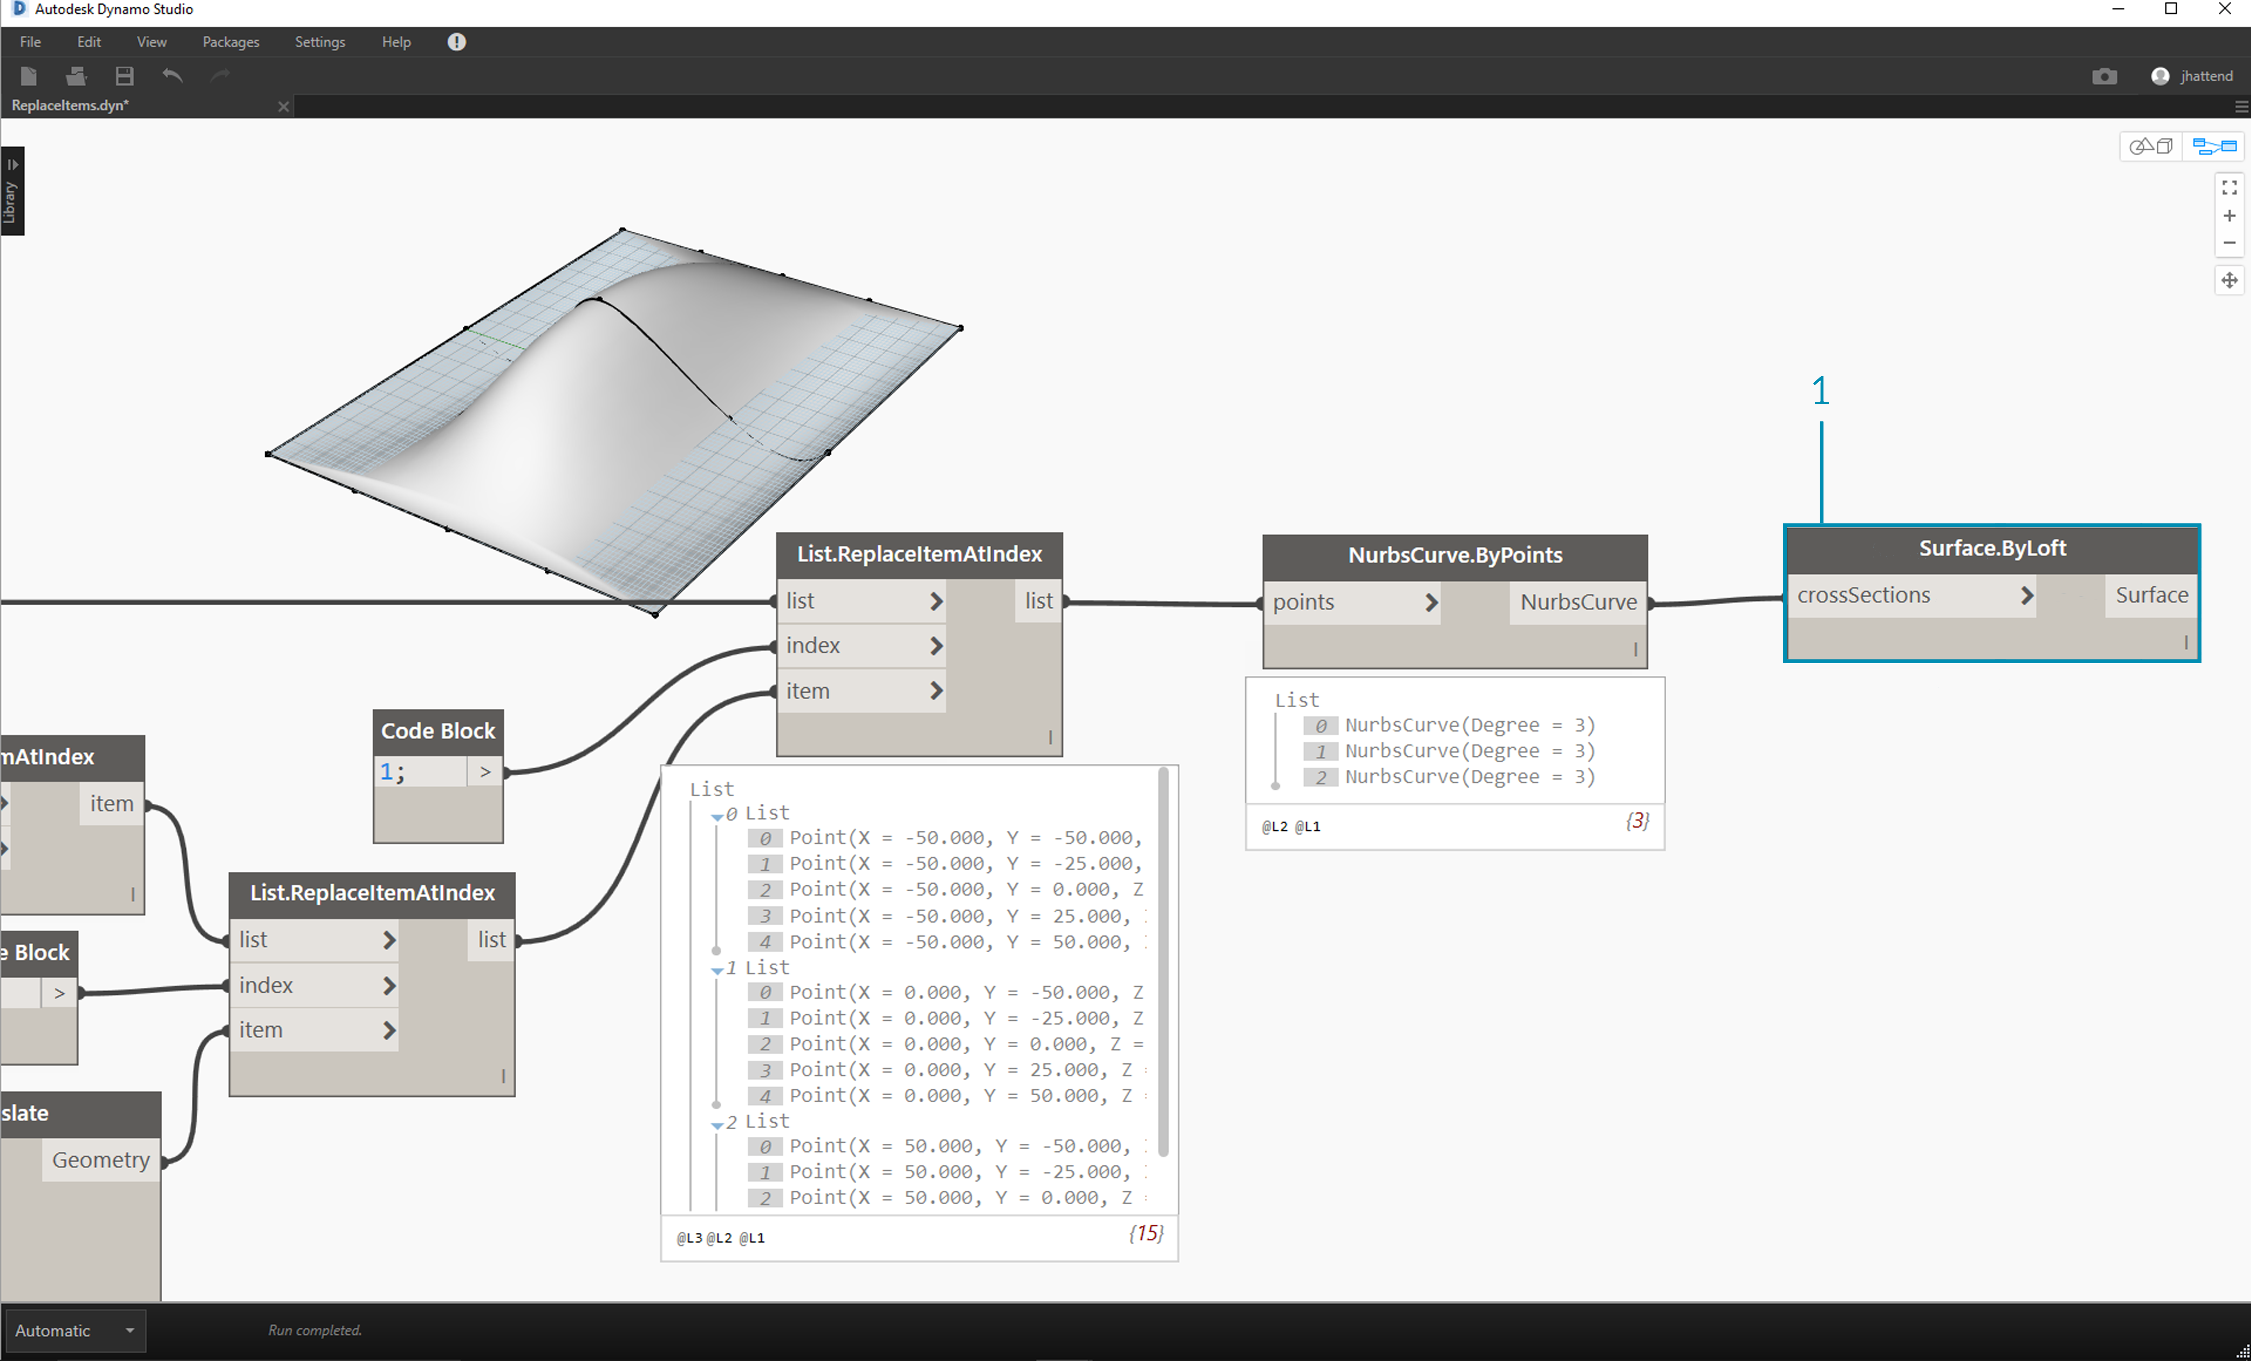 Autodesk Dynamo Studio
File Edit View Packages Settings Help
jhattend
ReplaceItems.dyn*
Library
1
List.ReplaceItemAtIndex
list list
index
item
NurbsCurve.ByPoints
points NurbsCurve
l
Surface.ByLoft
crossSections Surface
l
l
List
0 NurbsCurve(Degree = 3)
1 NurbsCurve(Degree = 3)
2 NurbsCurve(Degree = 3)
@L2 @L1 {3}
Code Block
1; >
mAtIndex
item
l
List.ReplaceItemAtIndex
list list
index
item
l
e Block
>
slate
Geometry
List
0 List
0 Point(X = -50.000, Y = -50.000,
1 Point(X = -50.000, Y = -25.000,
2 Point(X = -50.000, Y = 0.000, Z
3 Point(X = -50.000, Y = 25.000,
4 Point(X = -50.000, Y = 50.000,
1 List
0 Point(X = 0.000, Y = -50.000, Z
1 Point(X = 0.000, Y = -25.000, Z
2 Point(X = 0.000, Y = 0.000, Z =
3 Point(X = 0.000, Y = 25.000, Z
4 Point(X = 0.000, Y = 50.000, Z
2 List
0 Point(X = 50.000, Y = -50.000,
1 Point(X = 50.000, Y = -25.000,
2 Point(X = 50.000, Y = 0.000, Z
@L3 @L2 @L1 {15}
Automatic Run completed.